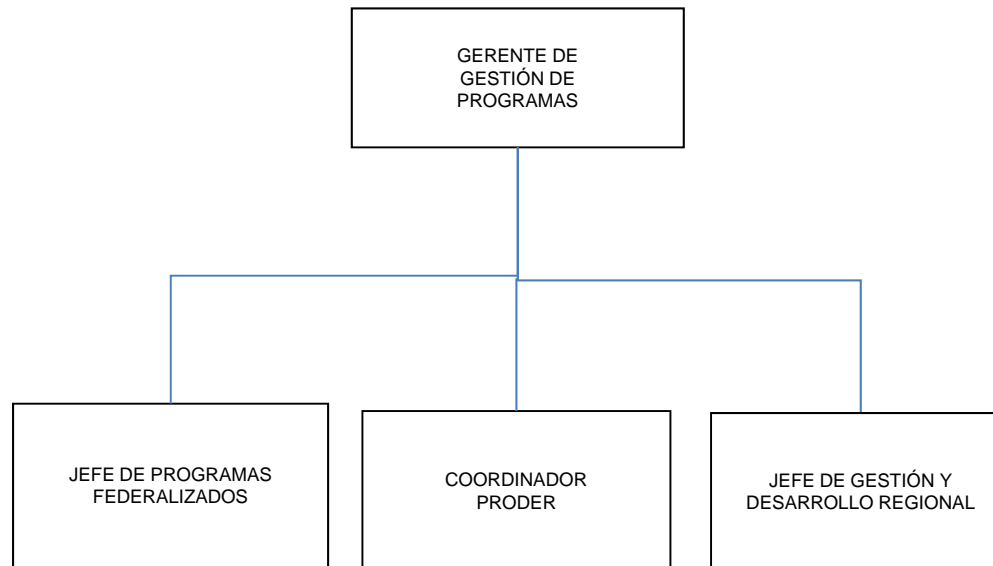 GERENTE DE
GESTIÓN DE
PROGRAMAS
JEFE DE PROGRAMAS
FEDERALIZADOS
COORDINADOR
PRODER
JEFE DE GESTIÓN Y
DESARROLLO REGIONAL